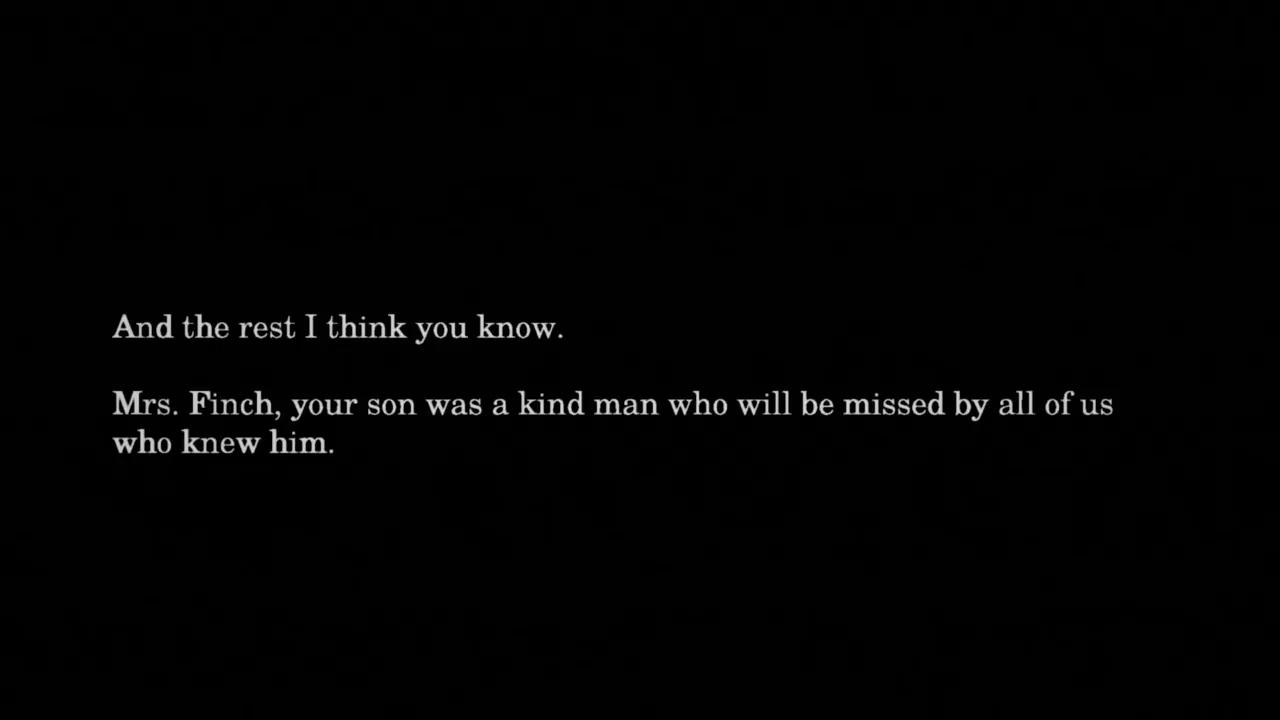 And the rest I think you know.
Mrs. Finch, your son was a kind man who will be missed by all of us
who knew him.